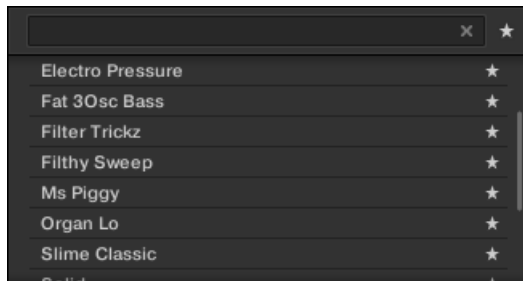 Electro Pressure
Fat 3Osc Bass
Filter Trickz
Filthy Sweep
Ms Piggy
Organ Lo
Slime Classic